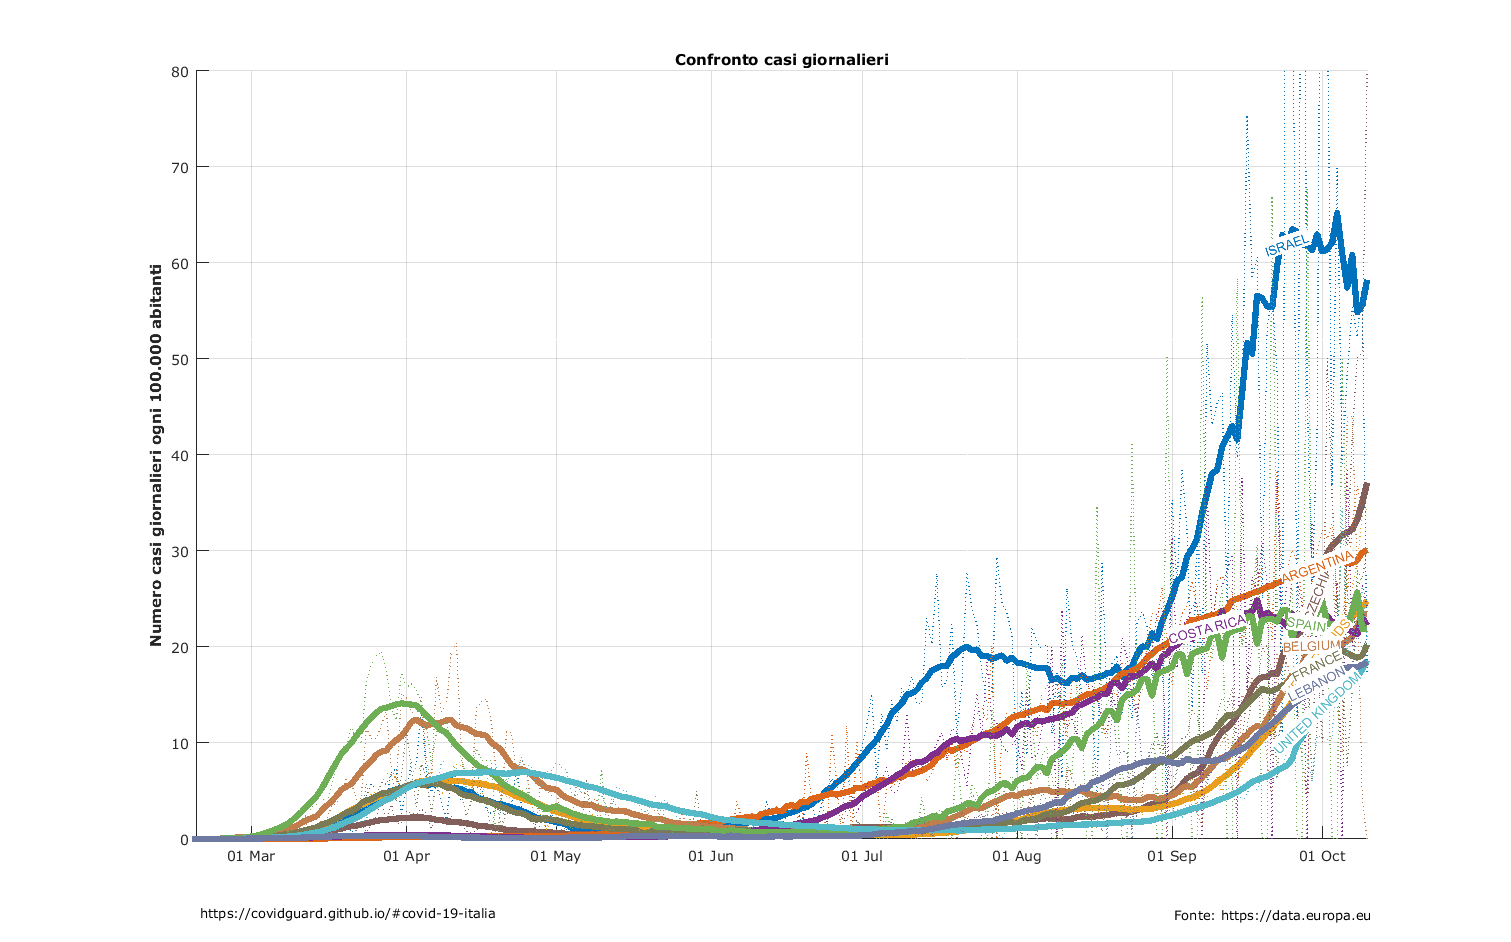 Confronto casi giornalieri
Numero casi giornalieri ogni 100.000 abitanti
80
70
60
50
40
30
20
10
0
ISRAEL
ARGENTINA
COSTA RICA
SPAIN
BELGIUM
FRANCE
LEBANON
UNITED KINGDOM
01 Mar
01 Apr
01 May
01 Jun
01 Jul
01 Aug
01 Sep
01 Oct
https://covidguard.github.io/#covid-19-italia
Fonte: https://data.europa.eu